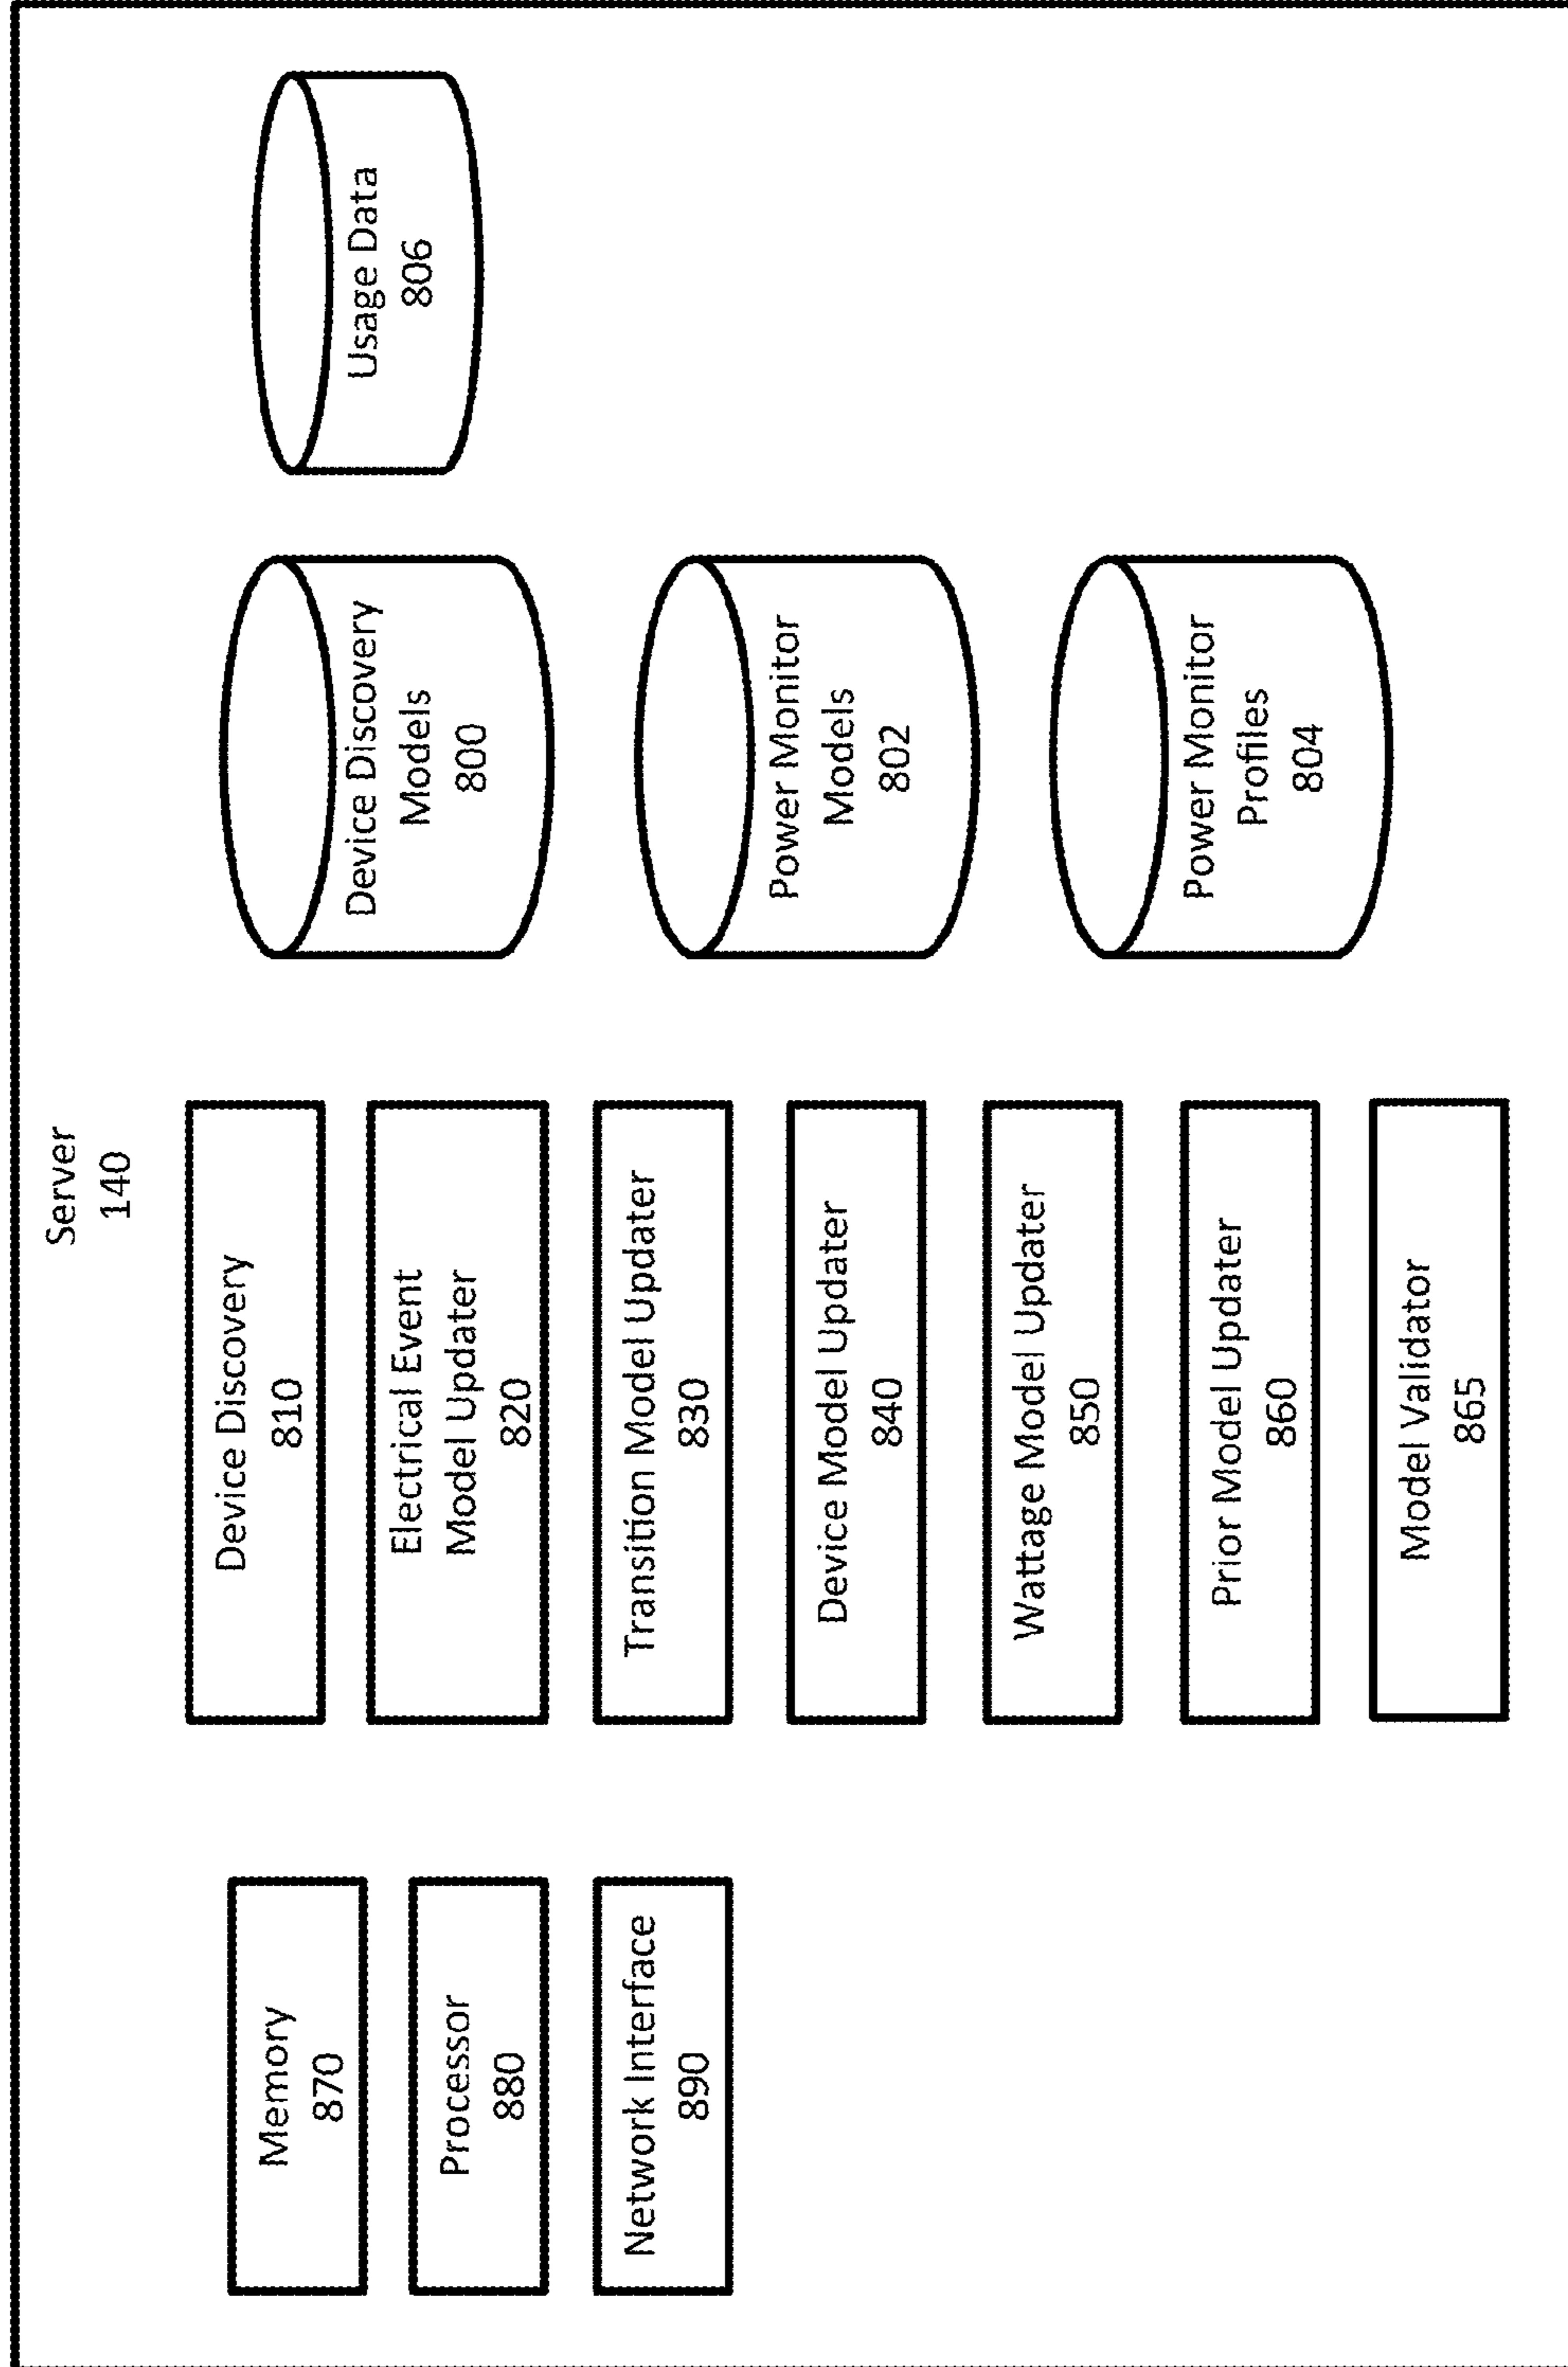 Server
140
Memory
870
Processor
880
Network Interface
890
Device Discovery
810
Electrical Event
Model Updater
820
Transition Model Updater
830
Device Model Updater
840
Wattage Model Updater
850
Prior Model Updater
860
Model Validator
865
Device Discovery
Models
800
Power Monitor
Models
802
Power Monitor
Profiles
804
Usage Data
806